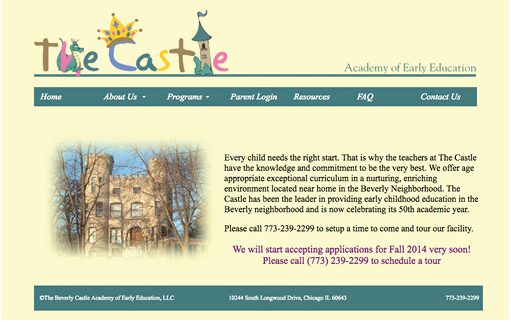 The Castle
Academy of Early Education
Home About Us Programs Parent Login Resources FAQ Contact Us
Every child needs the right start. That is why the teachers at The Castle
have the knowledge and commitment to be the very best. We offer age
appropriate exceptional curriculum in a nurturing, enriching
environment located near home in the Beverly Neighborhood. The
Castle has been the leader in providing early childhood education in the
Beverly neighborhood and is now celebrating its 50th academic year.
Please call 773-239-2299 to setup a time to come and tour our facility.
We will start accepting applications for Fall 2014 very soon!
Please call (773) 239-2299 to schedule a tour
©The Beverly Castle Academy of Early Education, LLC 10244 South Longwood Drive, Chicago IL 60643 773-239-2299